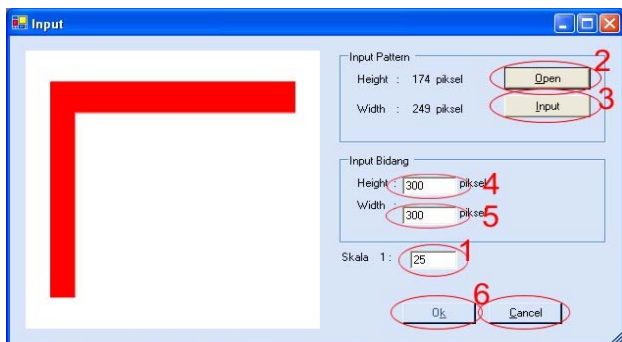 Input
Input Pattern
Height : 174 piksel
Open
2
Width : 249 piksel
Input
3
Input Bidang
Height : 300 piksel
4
Width :
300 piksel
5
Skala 1 : 25
1
6
Ok
Cancel